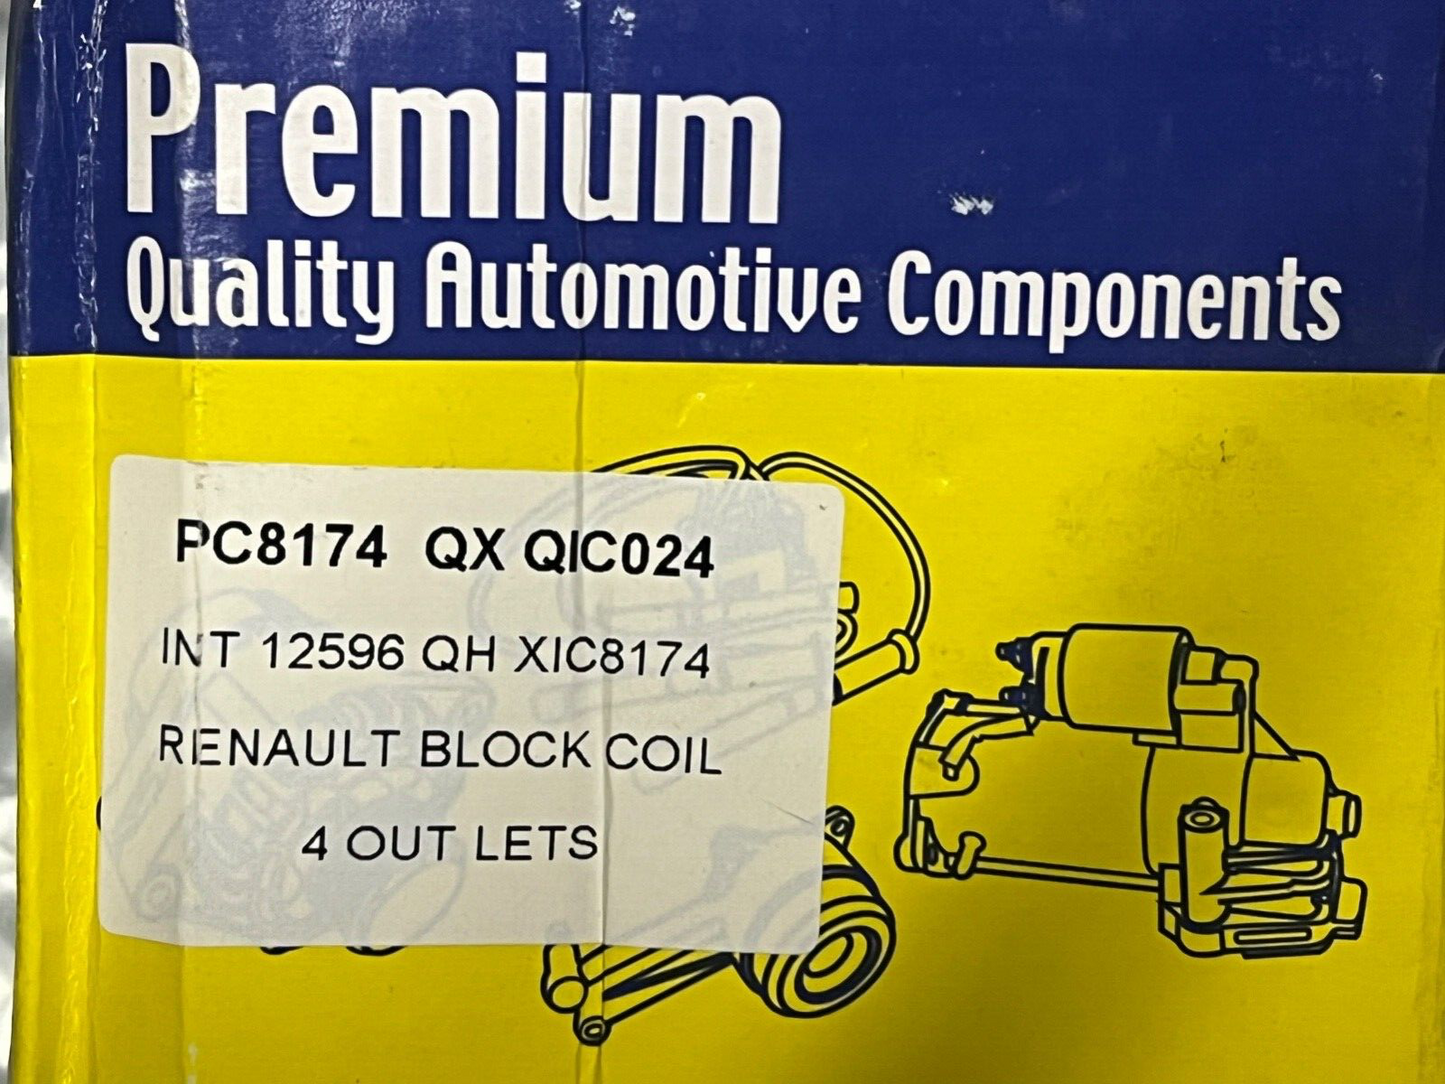 Premium
Quality Automotive Components
PC8174 QX QIC024
INT 12596 QH XIC8174
RENAULT BLOCK COIL
4 OUT LETS